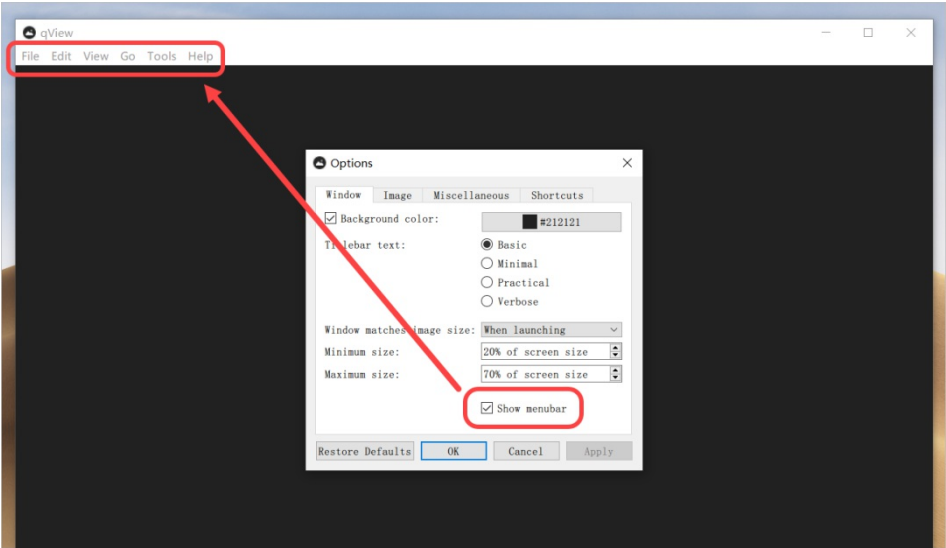 qView
File Edit View Go Tools Help
Options
Window Image Miscellaneous Shortcuts
Background color: #212121
Titlebar text: Basic
Minimal
Practical
Verbose
Window matches image size: When launching
Minimum size: 20% of screen size
Maximum size: 70% of screen size
Show menubar
Restore Defaults OK Cancel Apply